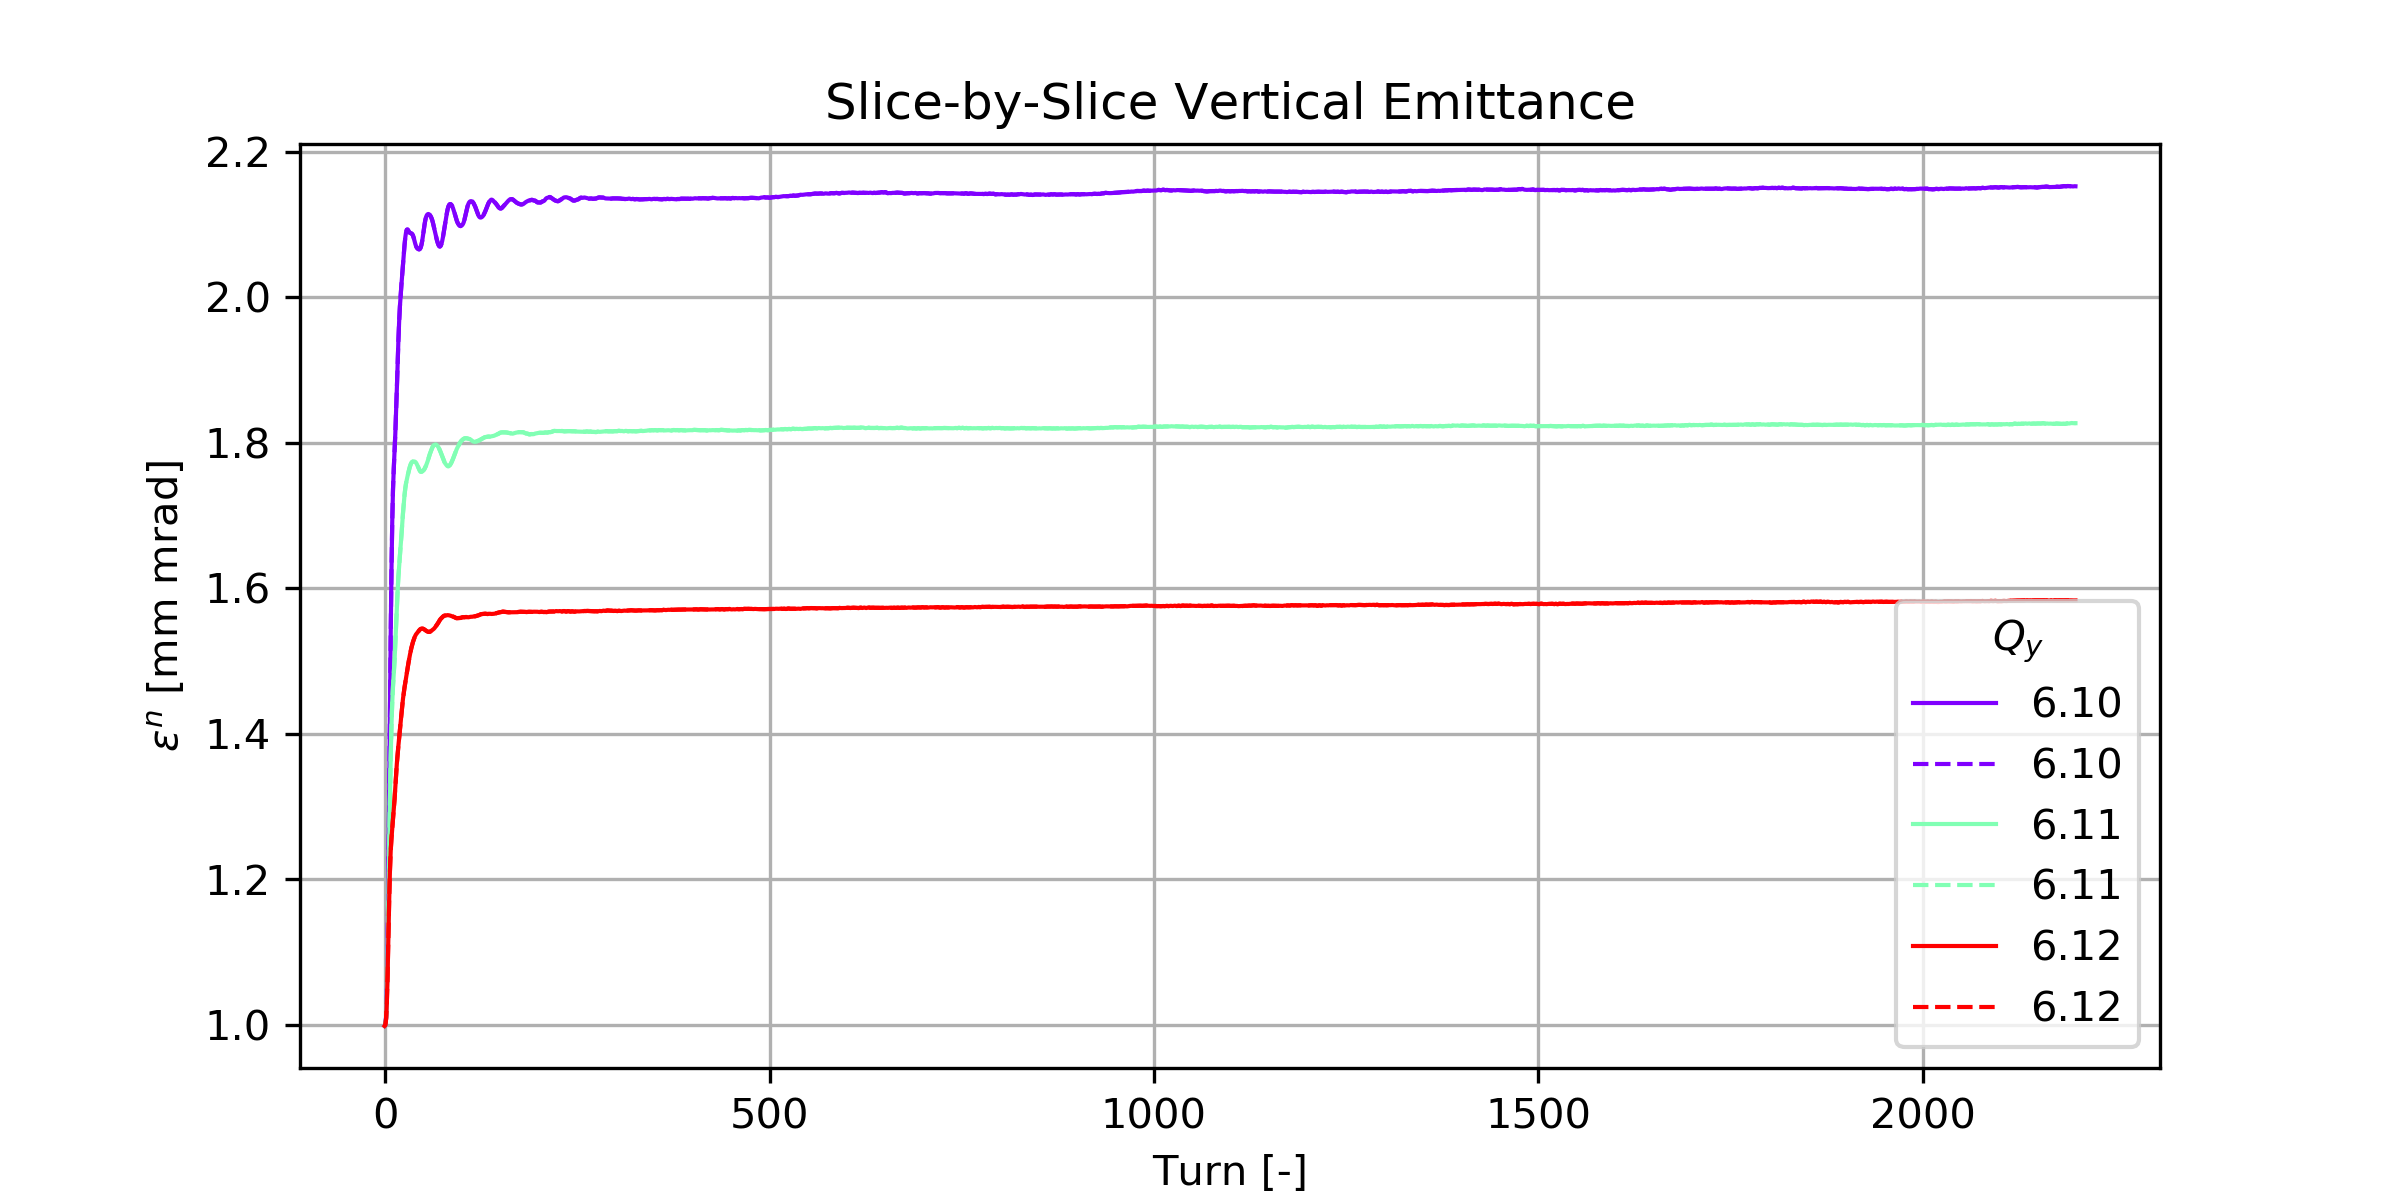 Slice-by-Slice Vertical Emittance
2.2
2.0
1.8
1.6
1.4
1.2
1.0
εⁿ [mm mrad]
0 500 1000 1500 2000
Turn [-]
Q_y
6.10
6.10
6.11
6.11
6.12
6.12